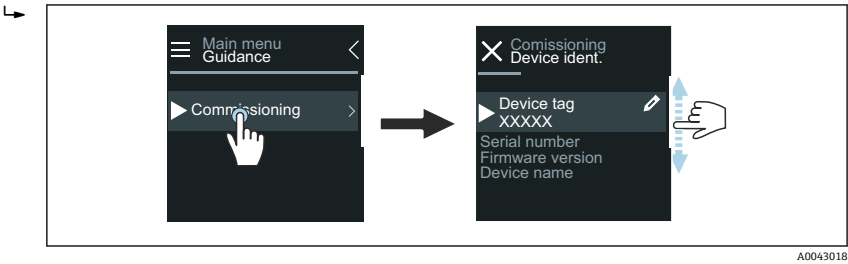 Main menu
Guidance
Commissioning
Comissioning
Device ident.
Device tag
XXXXX
Serial number
Firmware version
Device name
A0043018